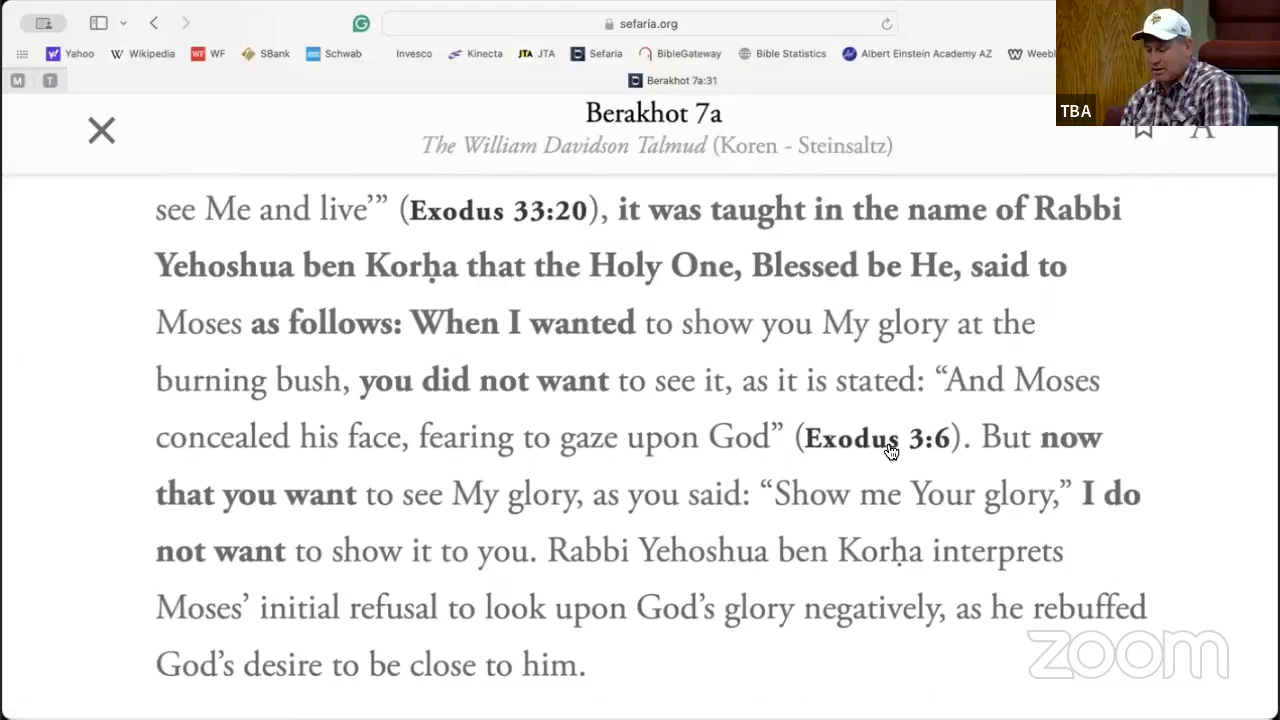 sefaria.org
Yahoo
Wikipedia
WF WF
SBank
Schwab
Invesco
Kinecta
JTA JTA
Sefaria
BibleGateway
Bible Statistics
Albert Einstein Academy AZ
Weebl
M
T
Berakhot 7a:31
TBA
Berakhot 7a
The William Davidson Talmud (Koren - Steinsaltz)
A
see Me and live’” (Exodus 33:20), it was taught in the name of Rabbi
Yehoshua ben Korḥa that the Holy One, Blessed be He, said to
Moses as follows: When I wanted to show you My glory at the
burning bush, you did not want to see it, as it is stated: “And Moses
concealed his face, fearing to gaze upon God” (Exodus 3:6). But now
that you want to see My glory, as you said: “Show me Your glory,” I do
not want to show it to you. Rabbi Yehoshua ben Korḥa interprets
Moses’ initial refusal to look upon God’s glory negatively, as he rebuffed
God’s desire to be close to him.
zoom